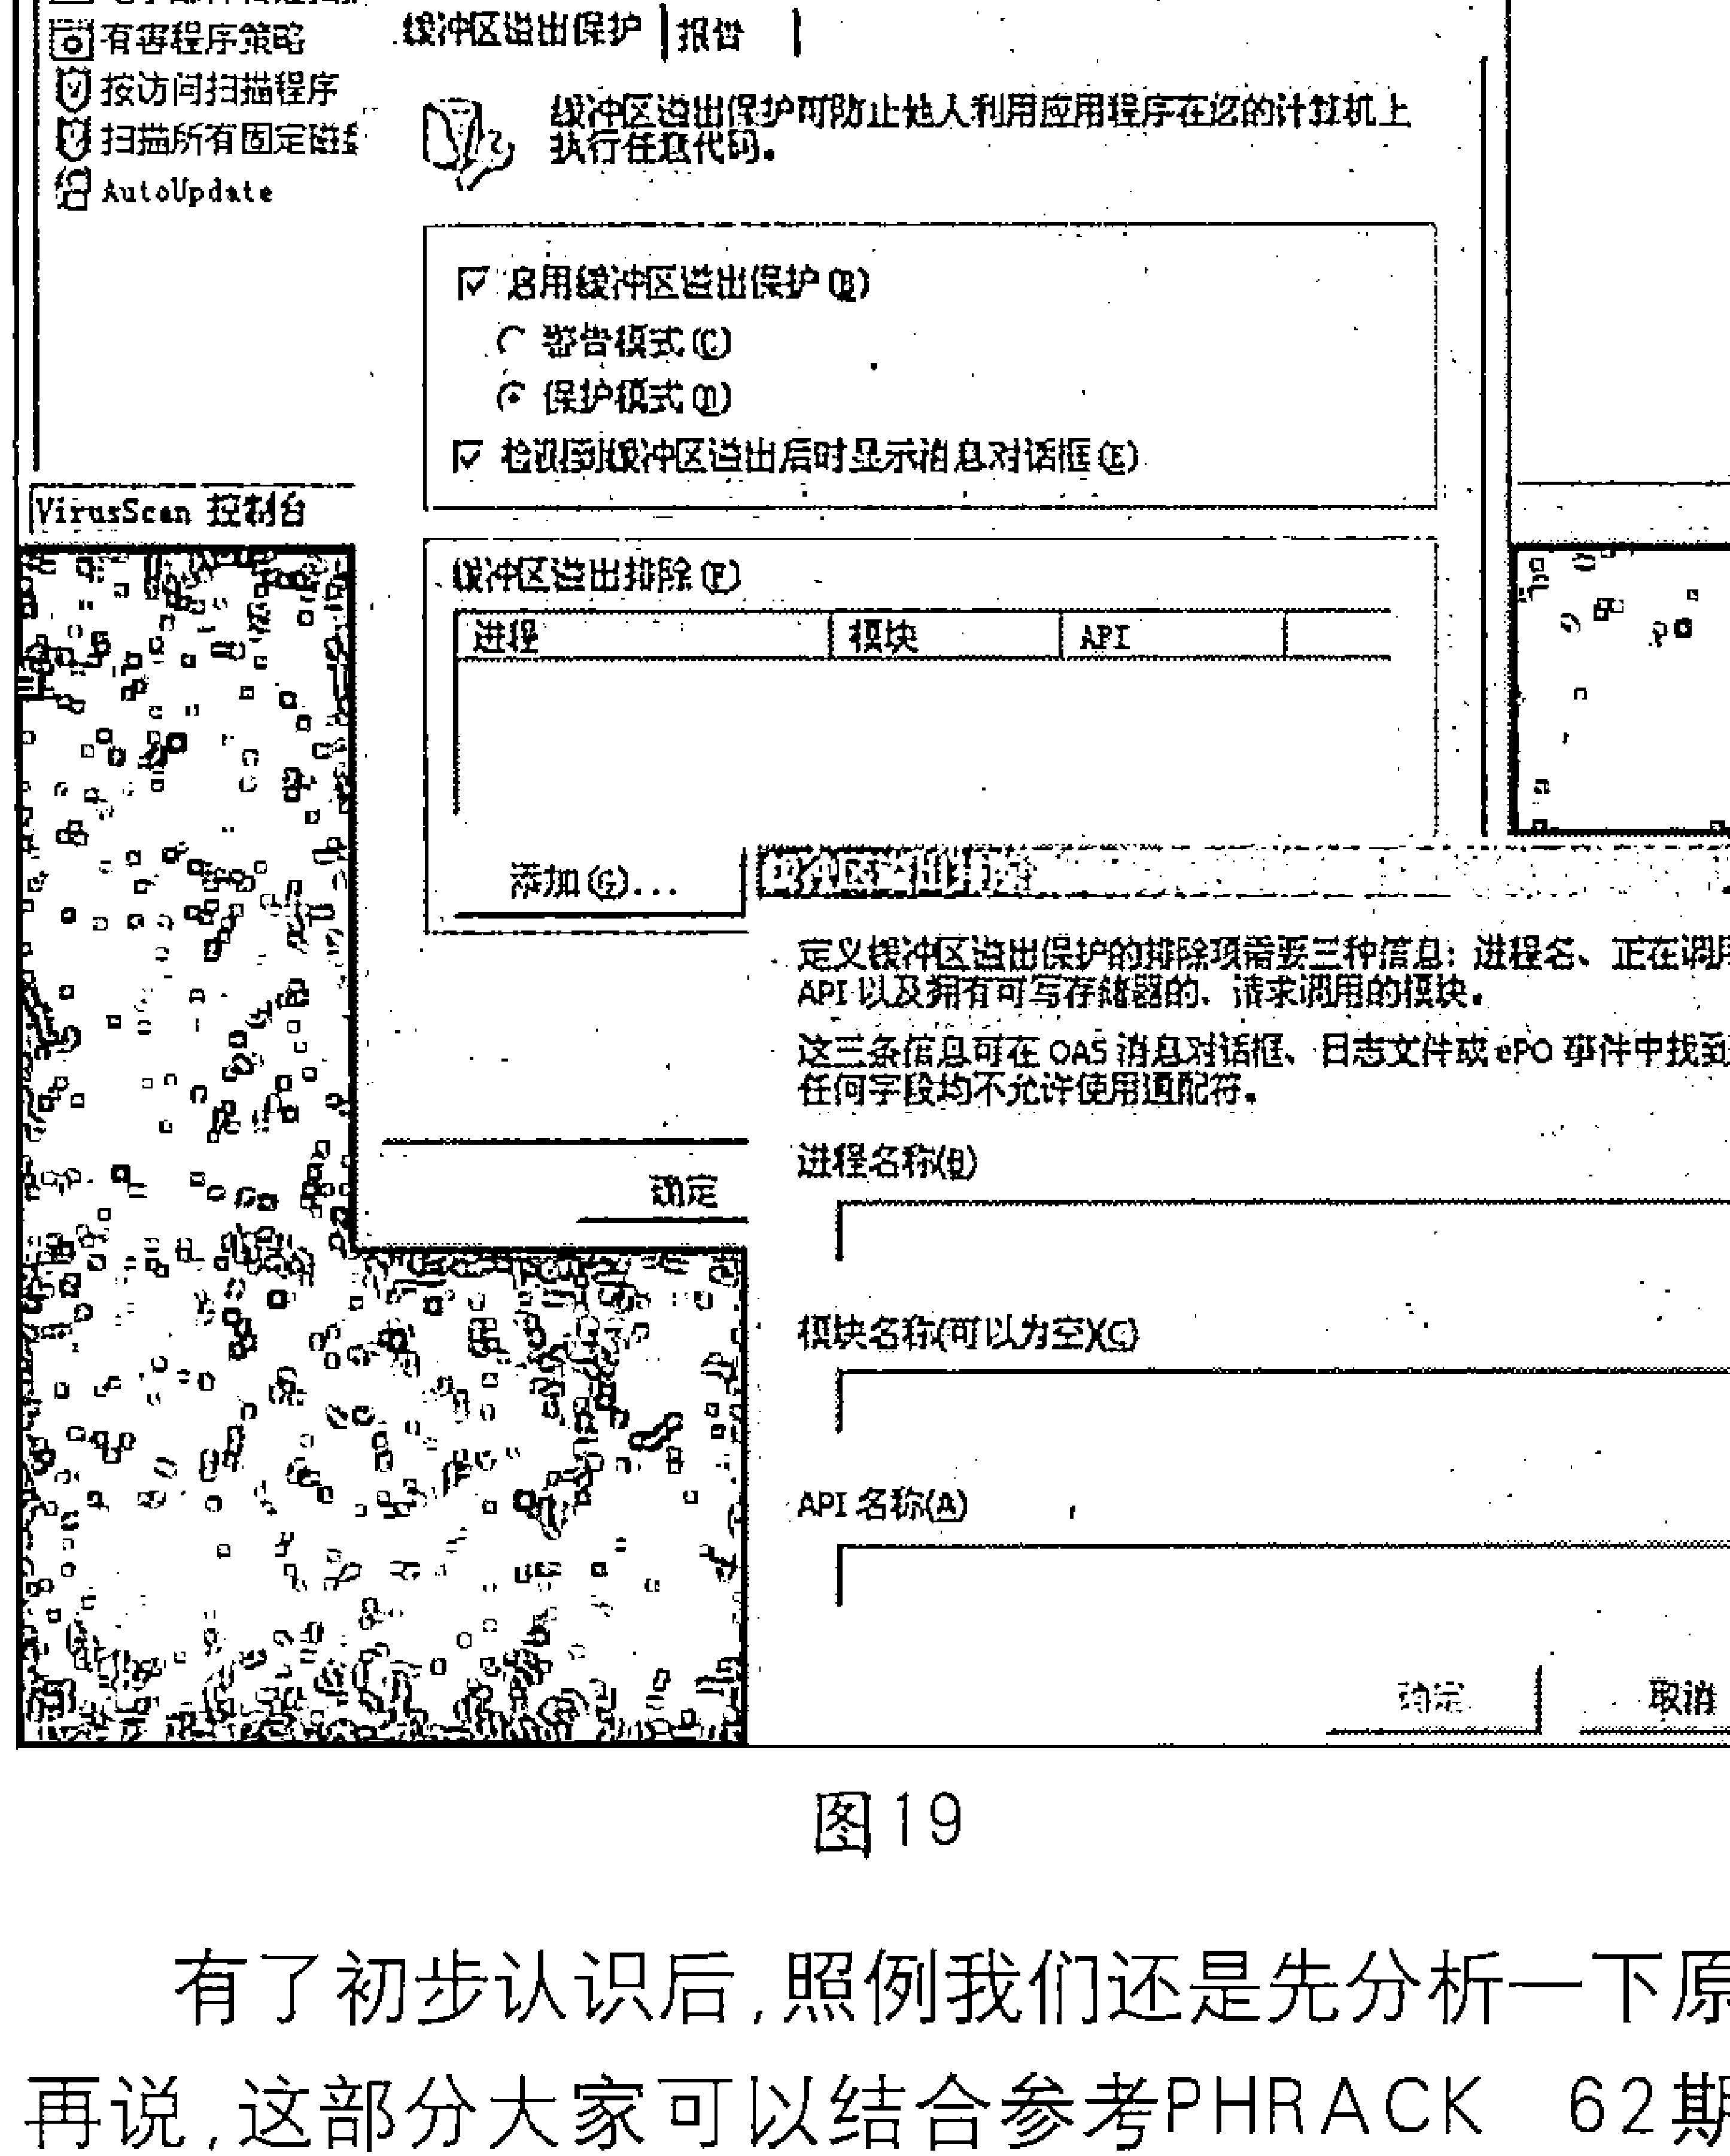 有害程序策略
按访问扫描程序
扫描所有固定磁盘
AutoUpdate
VirusScan 控制台
缓冲区溢出保护 报告
缓冲区溢出保护可防止他人利用应用程序在您的计算机上
执行任意代码。
启用缓冲区溢出保护(B)
警告模式(C)
保护模式(D)
检测到缓冲区溢出后时显示消息对话框(E)
缓冲区溢出排除(F)
进程 模块 API
添加(G)...
确定
缓冲区溢出排除
定义缓冲区溢出保护的排除项需要三种信息: 进程名、正在调用
API 以及拥有可写存储器的、请求调用的模块。
这三条信息可在 OAS 消息对话框、日志文件或 ePO 事件中找到
任何字段均不允许使用通配符。
进程名称(B)
模块名称(可以为空)(C)
API 名称(A)
确定 取消
图19
有了初步认识后,照例我们还是先分析一下原
再说,这部分大家可以结合参考PHRACK 62期